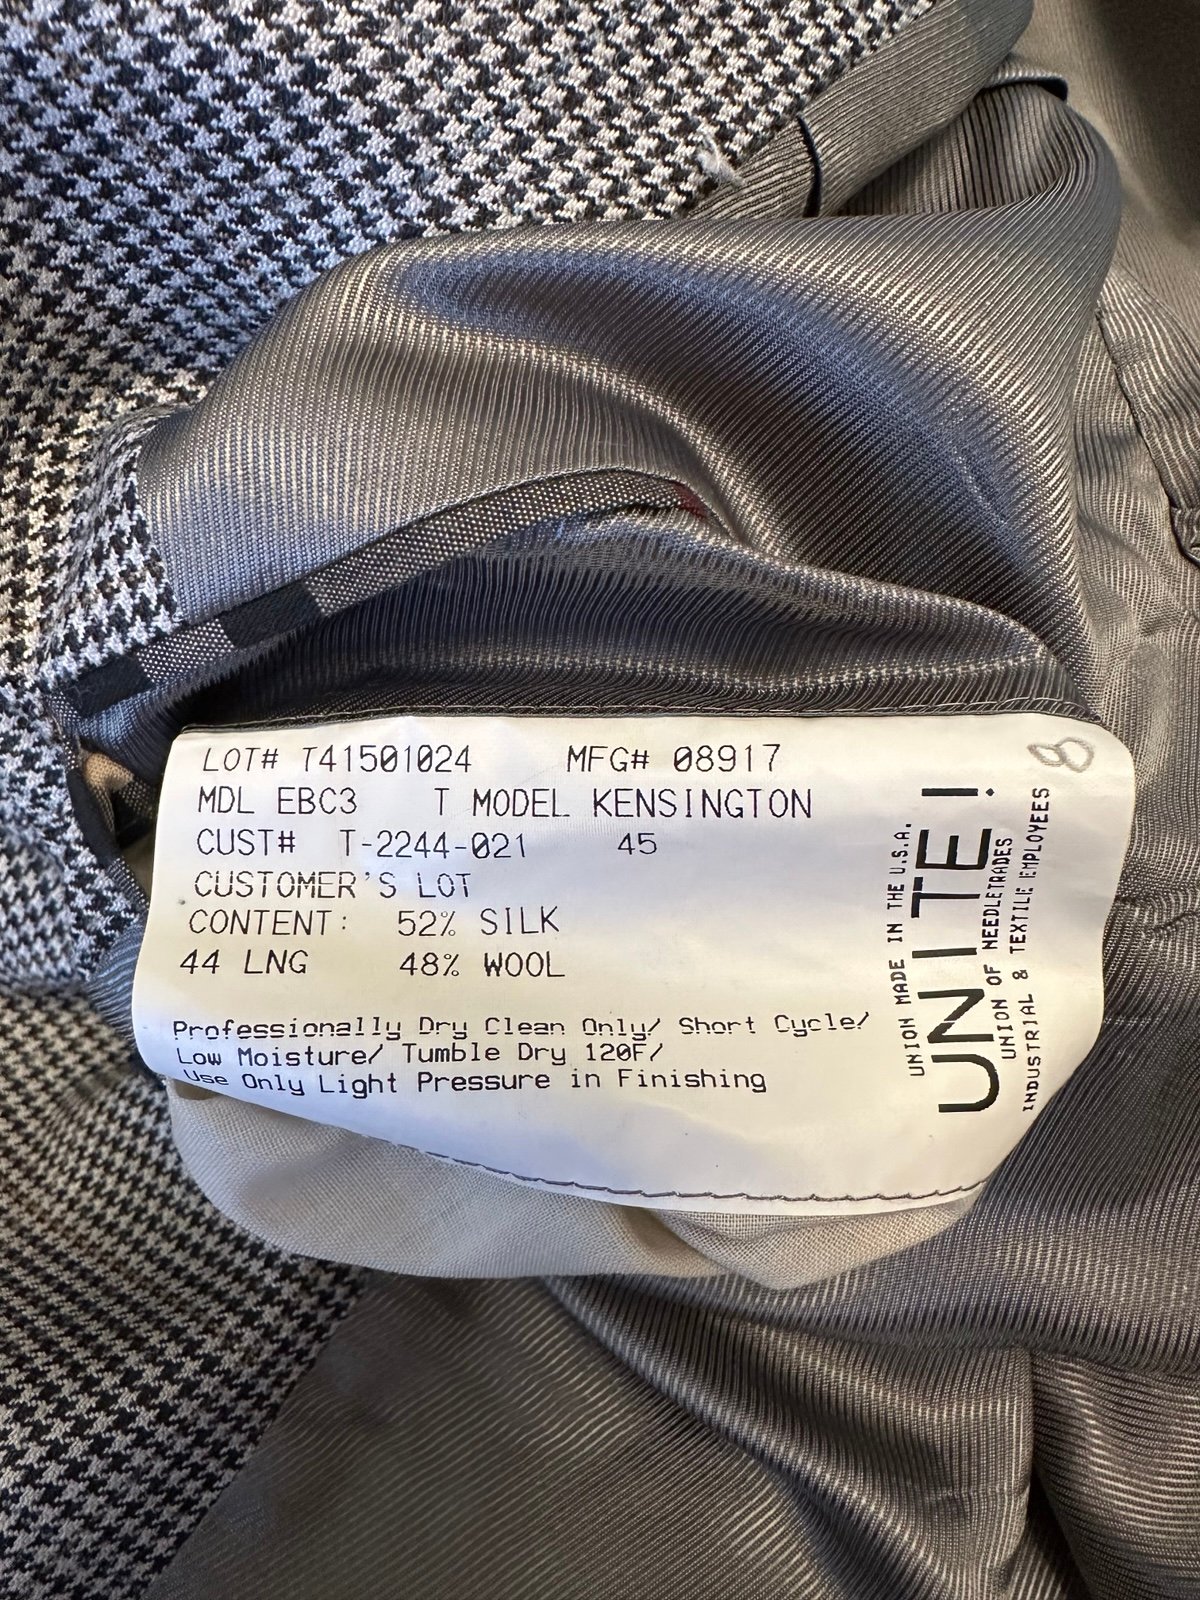 LOT# T41501024 MFG# 08917
MDL EBC3 T MODEL KENSINGTON
CUST# T-2244-021 45
CUSTOMER'S LOT
CONTENT: 52% SILK
44 LNG 48% WOOL
Professionally Dry Clean Only/ Short Cycle/
Low Moisture/ Tumble Dry 120F/
Use Only Light Pressure in Finishing
UNION MADE IN THE U.S.A.
UNITE!
UNION OF NEEDLETRADES
INDUSTRIAL & TEXTILE EMPLOYEES
8